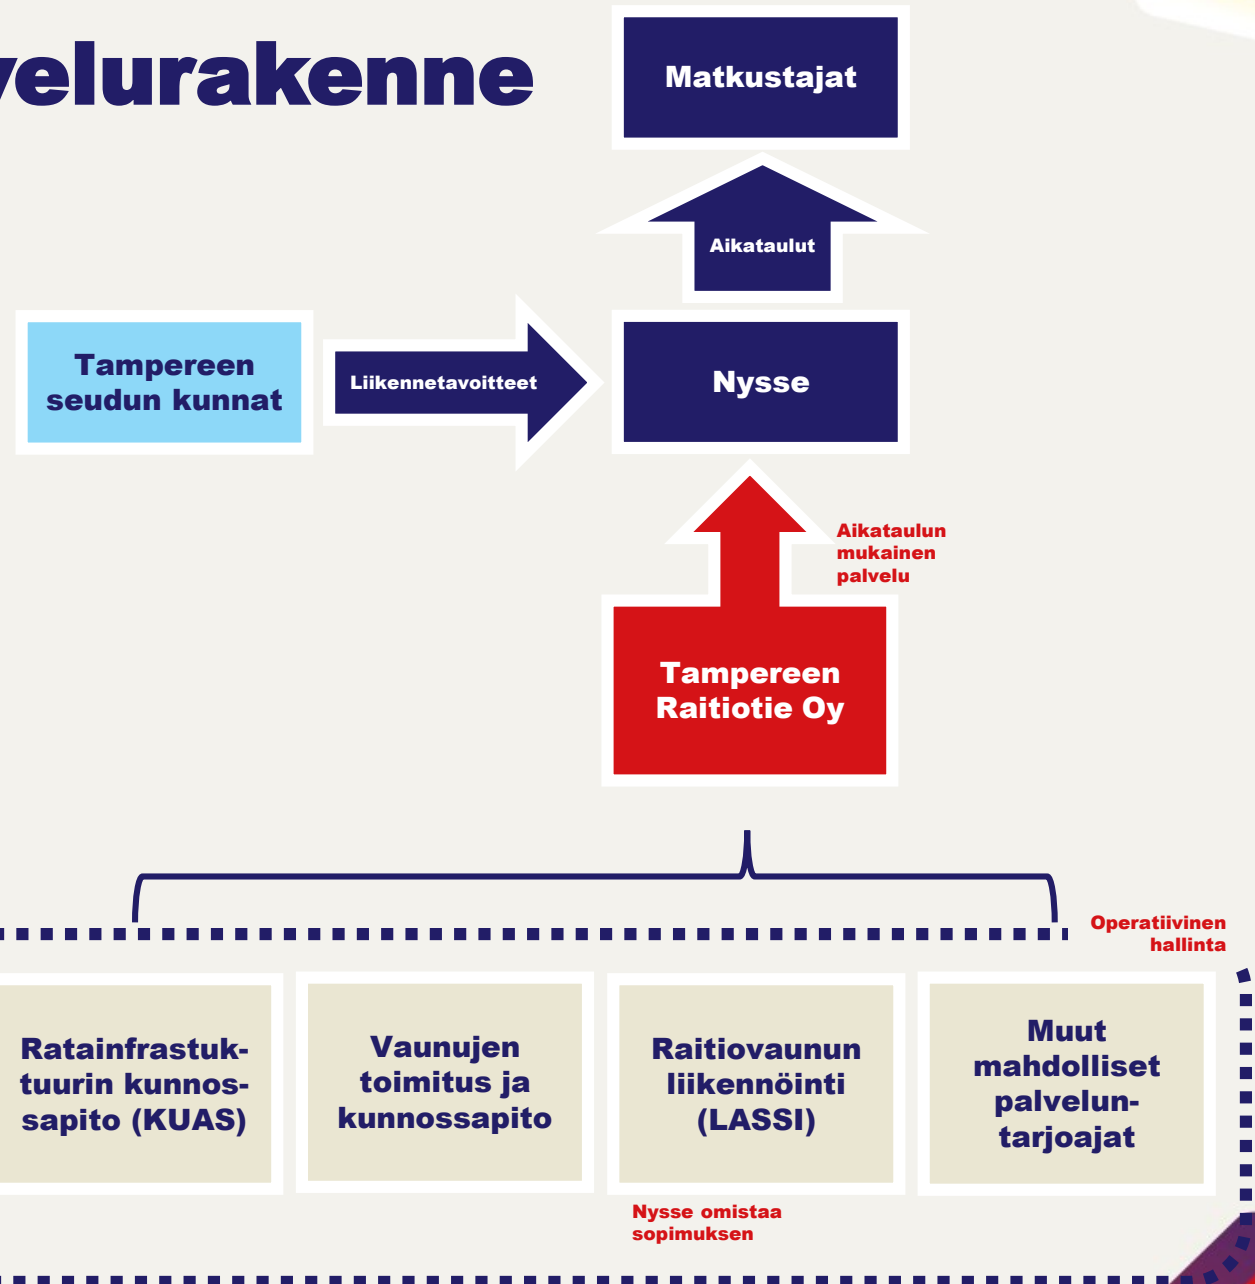 velurakenne
Matkustajat
Aikataulut
Tampereen
seudun kunnat
Liikennetavoitteet
Nysse
Aikataulun
mukainen
palvelu
Tampereen
Raitiotie Oy
Operatiivinen
hallinta
Ratainfrastuk-
tuurin kunnos-
sapito (KUAS)
Vaunujen
toimitus ja
kunnossapito
Raitiovaunun
liikennöinti
(LASSI)
Muut
mahdolliset
palvelun-
tarjoajat
Nysse omistaa
sopimuksen